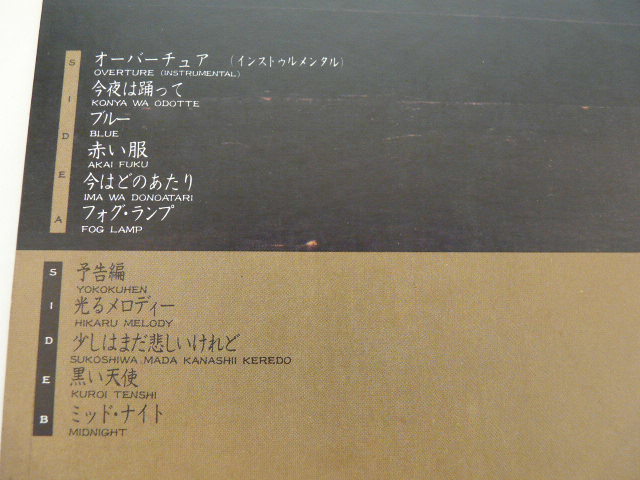 SIDE A
オーバーチュア （インストゥルメンタル）
OVERTURE (INSTRUMENTAL)
今夜は踊って
KONYA WA ODOTTE
ブルー
BLUE
赤い服
AKAI FUKU
今はどのあたり
IMA WA DONOATARI
フォグ・ランプ
FOG LAMP
SIDE B
予告編
YOKOKUHEN
光るメロディー
HIKARU MELODY
少しはまだ悲しいけれど
SUKOSHIWA MADA KANASHII KEREDO
黒い天使
KUROI TENSHI
ミッド・ナイト
MIDNIGHT